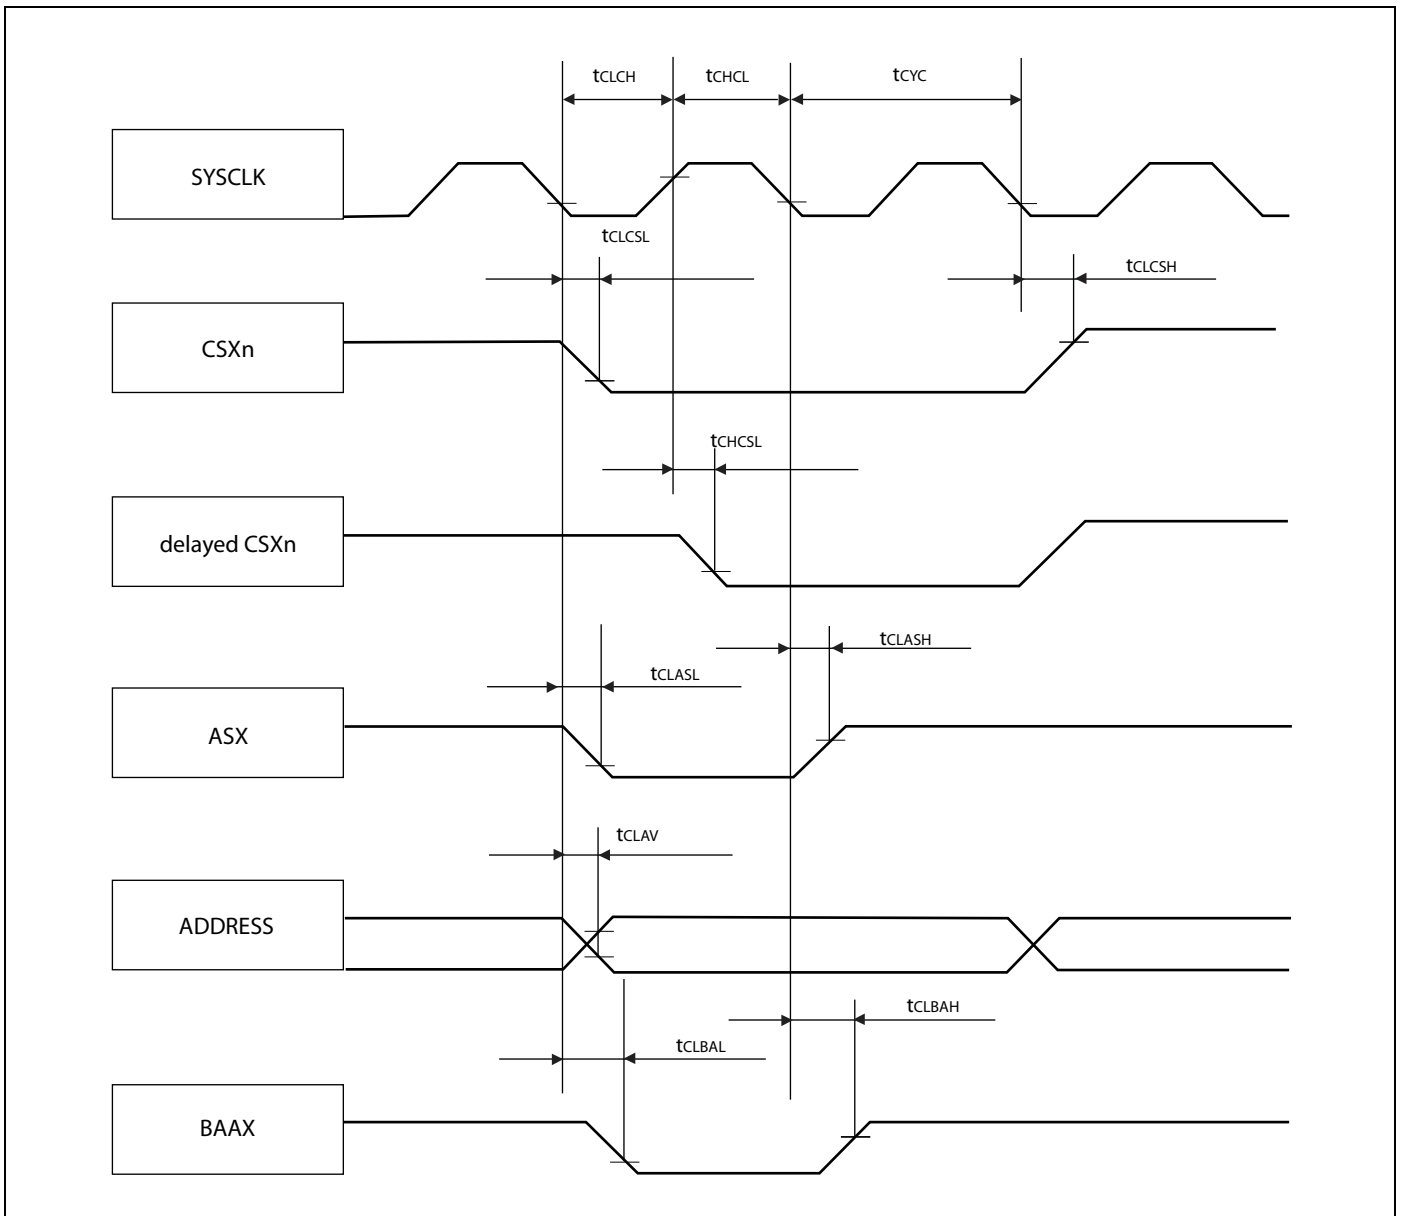 tCLCH
tCHCL
tCYC
SYSCLK
tCLCSL
tCLCSH
CSXn
tCHCSL
delayed CSXn
tCLASH
tCLASL
ASX
tCLAV
ADDRESS
tCLBAH
tCLBAL
BAAX